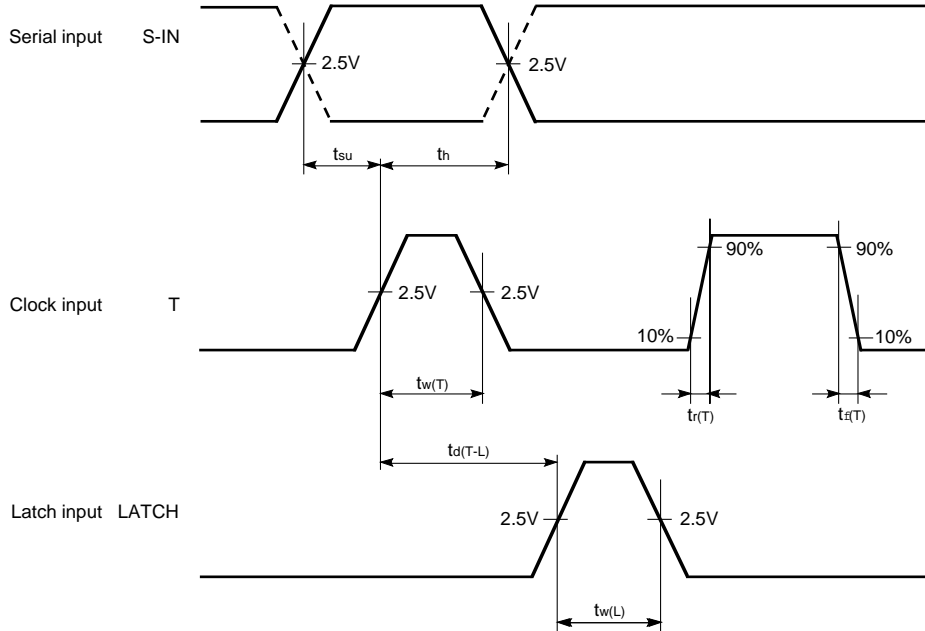 Serial input S-IN
2.5V 2.5V
tsu th
Clock input T
2.5V 2.5V
90% 90%
10% 10%
tw(T)
tr(T) tf(T)
td(T-L)
Latch input LATCH
2.5V 2.5V
tw(L)